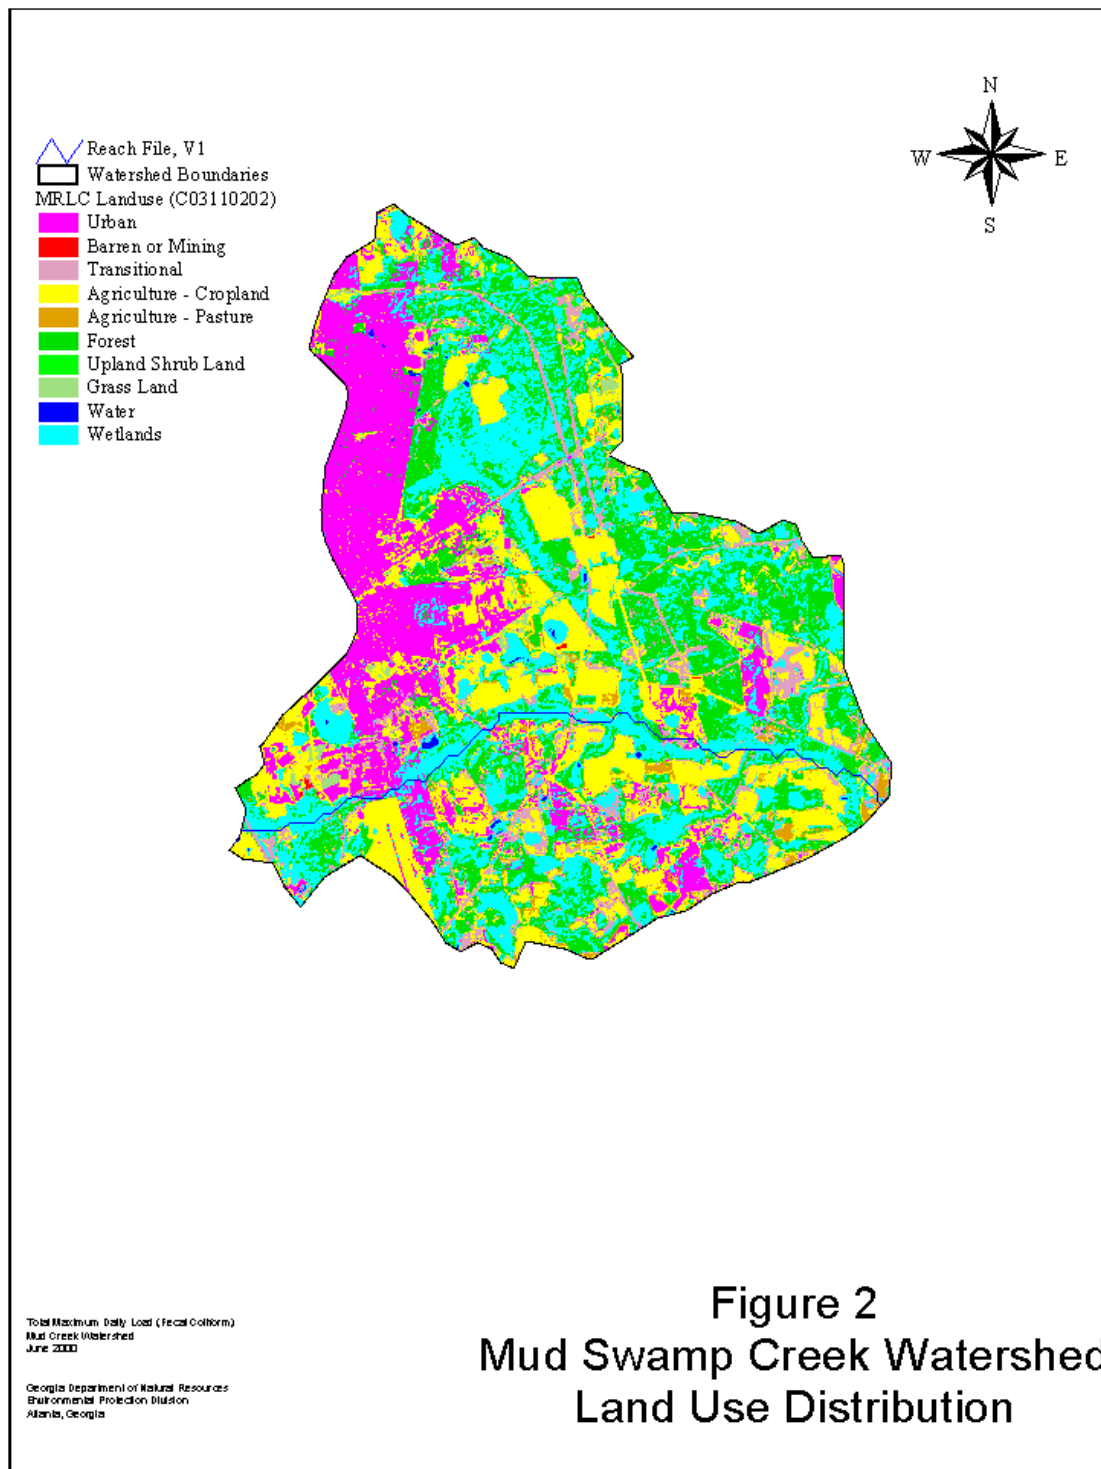 N
W
E
S
Reach File, V1
Watershed Boundaries
MRLC Landuse (C03110202)
Urban
Barren or Mining
Transitional
Agriculture - Cropland
Agriculture - Pasture
Forest
Upland Shrub Land
Grass Land
Water
Wetlands
Figure 2
Mud Swamp Creek Watershed
Land Use Distribution
Total Maximum Daily Load (Fecal Coliform)
Mud Creek Watershed
June 2000
Georgia Department of Natural Resources
Environmental Protection Division
Atlanta, Georgia